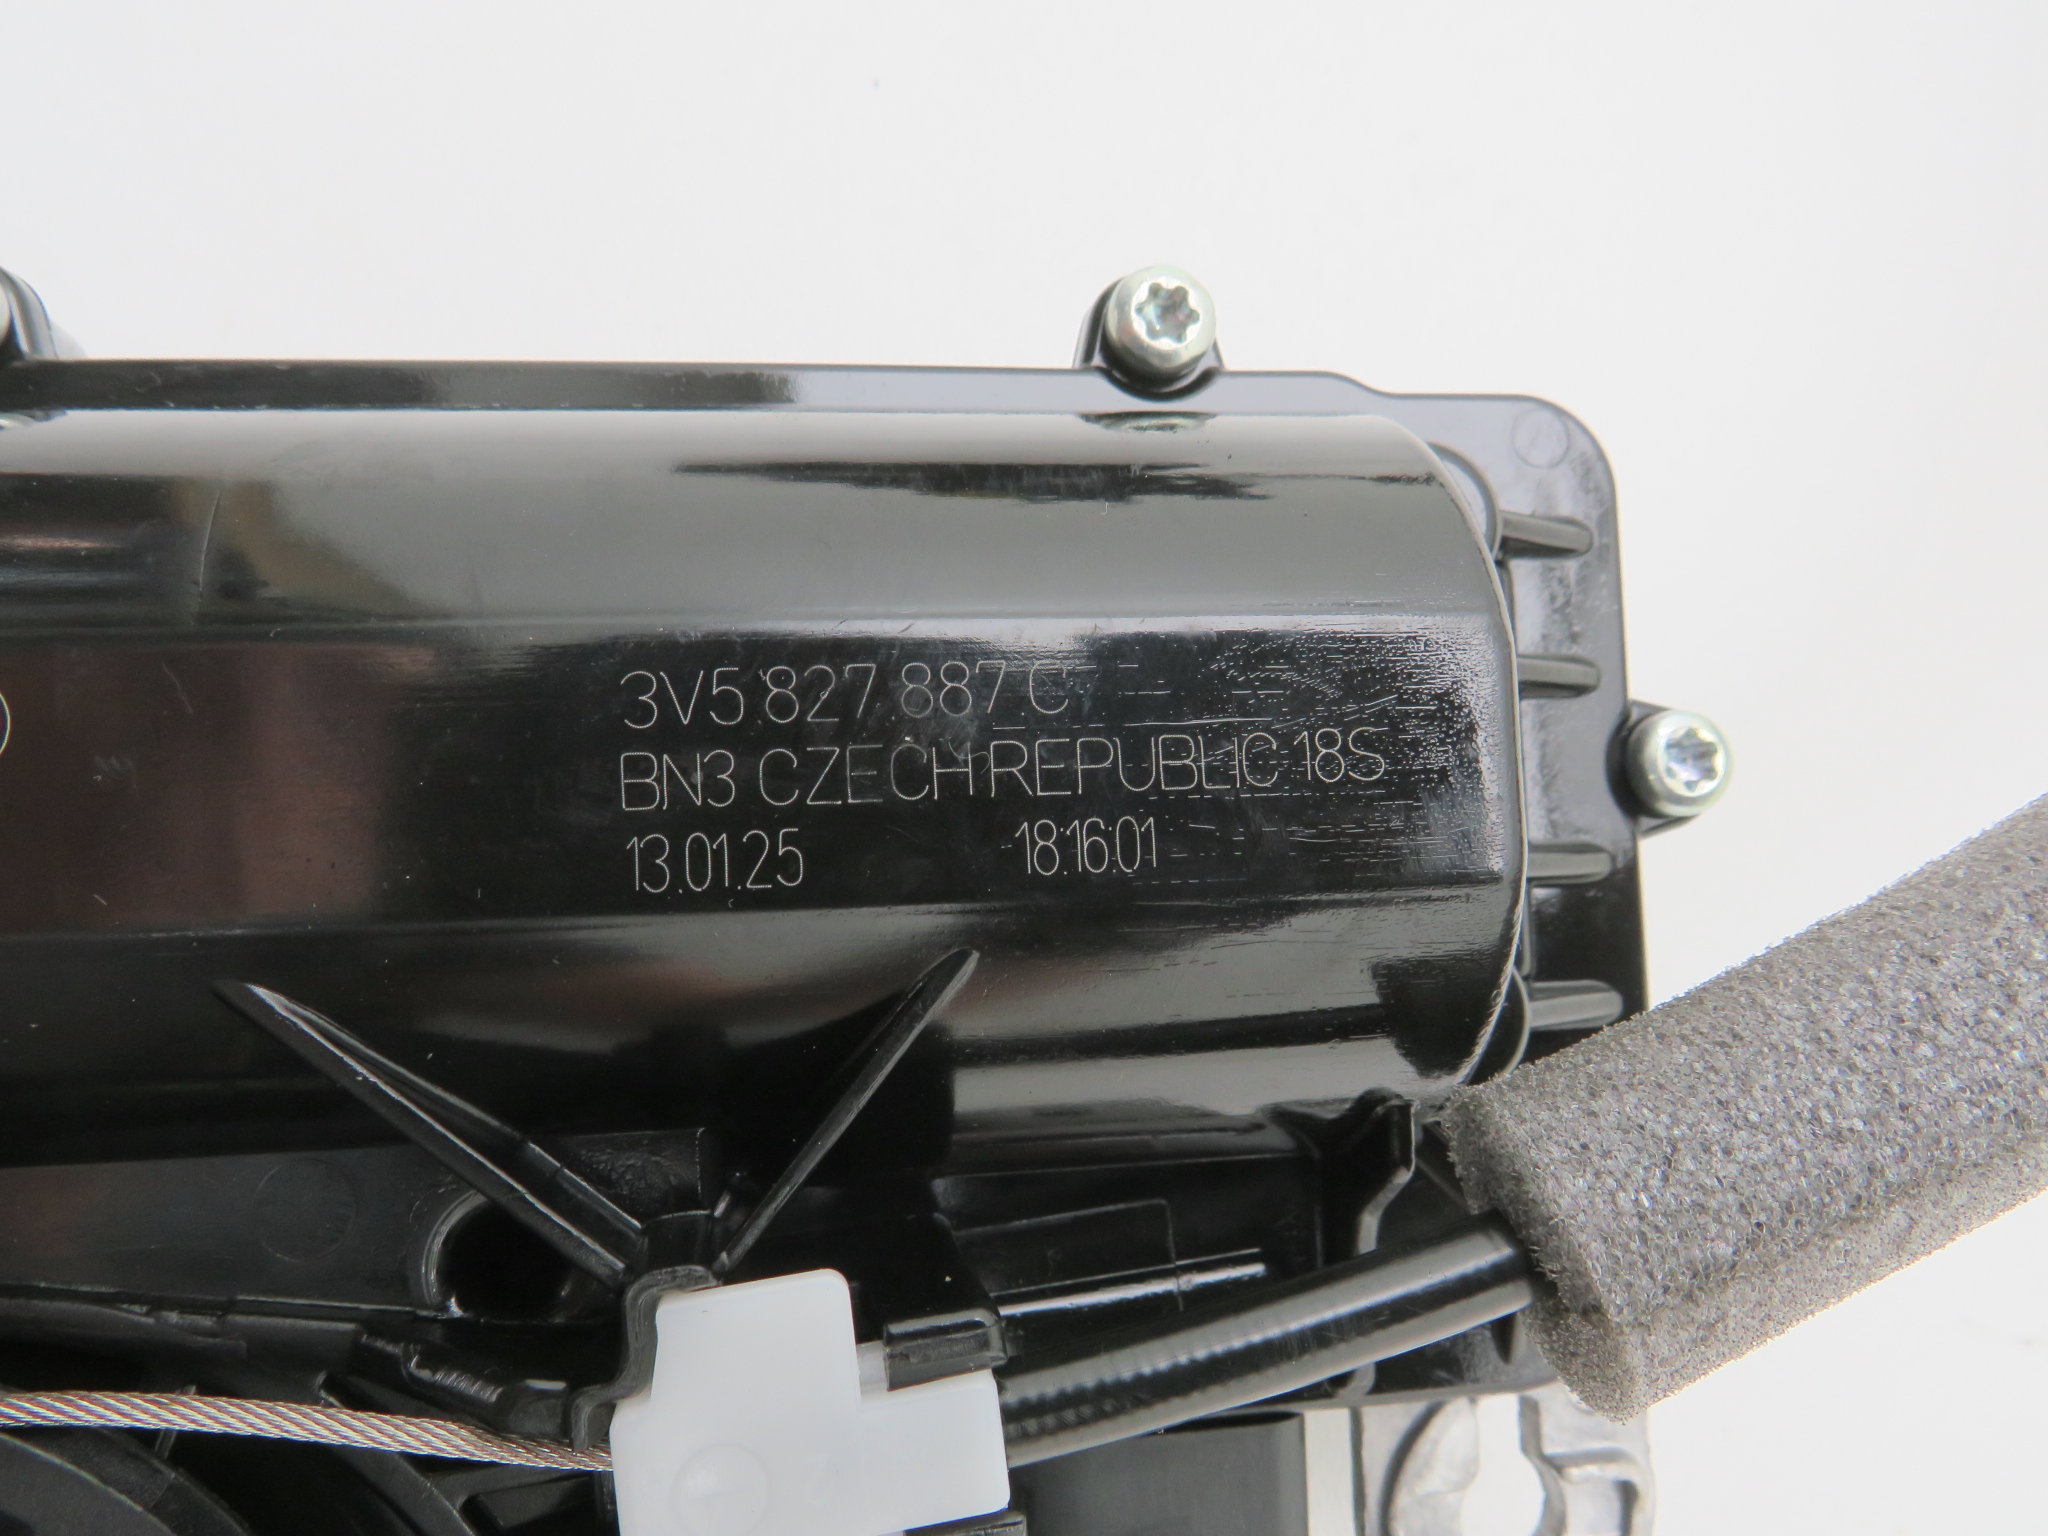 3V5 827 887 C
BN3 CZECH REPUBLIC 18S
13.01.25 18:16:01